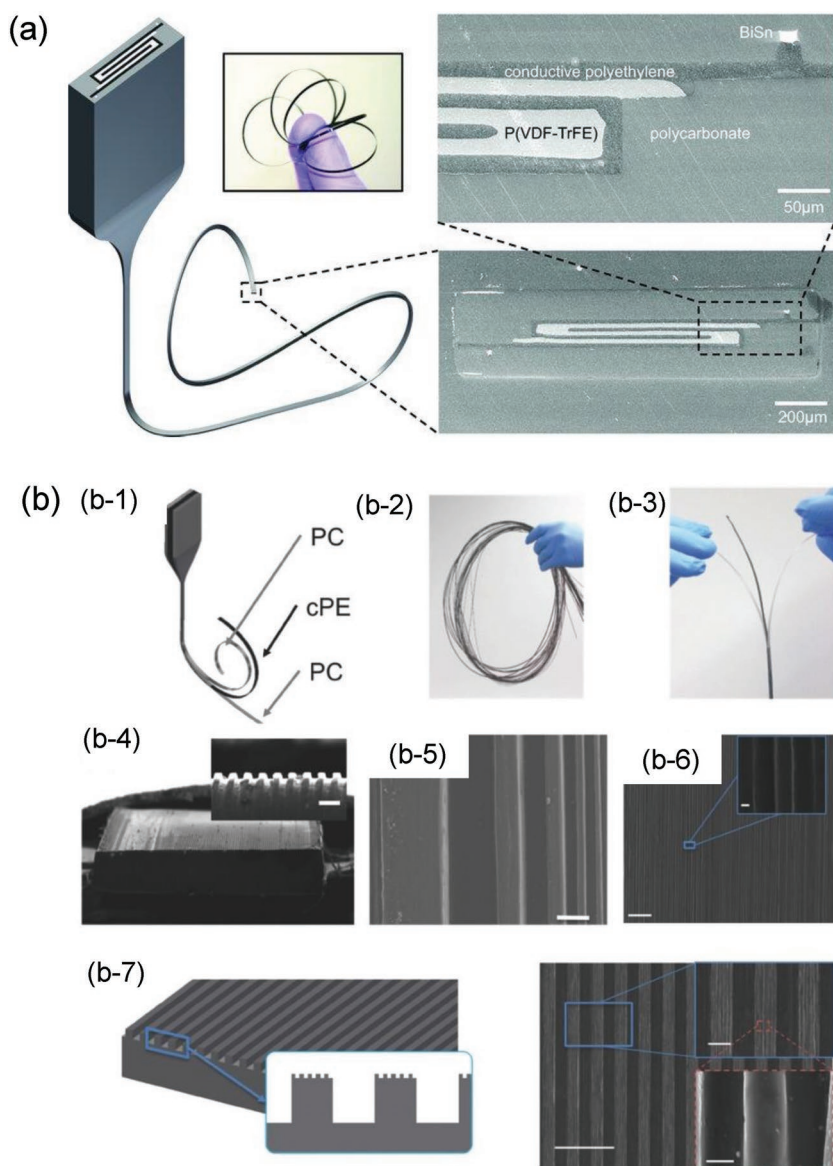 (a)
BiSn
conductive polyethylene
P(VDF-TrFE)
polycarbonate
50µm
200µm
(b)
(b-1)
PC
cPE
PC
(b-2)
(b-3)
(b-4)
(b-5)
(b-6)
(b-7)